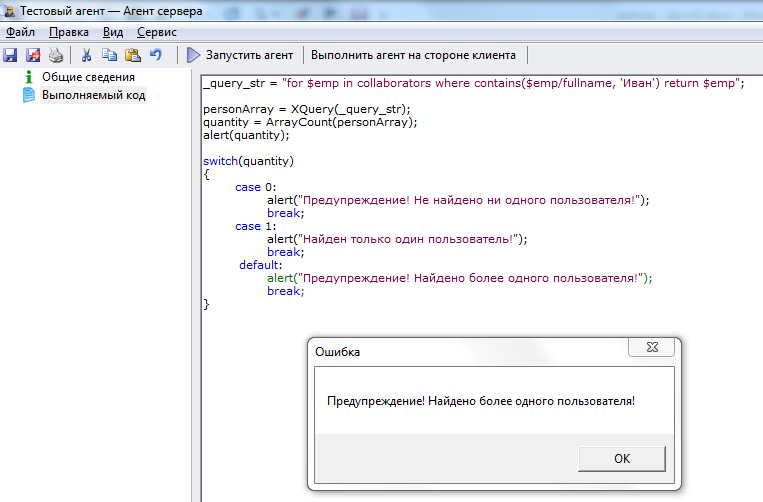 Тестовый агент — Агент сервера
Файл Правка Вид Сервис
Запустить агент Выполнить агент на стороне клиента
Общие сведения
Выполняемый код
_query_str = "for $emp in collaborators where contains($emp/fullname, 'Иван') return $emp";
personArray = XQuery(_query_str);
quantity = ArrayCount(personArray);
alert(quantity);
switch(quantity)
{
case 0:
alert("Предупреждение! Не найдено ни одного пользователя!");
break;
case 1:
alert("Найден только один пользователь!");
break;
default:
alert("Предупреждение! Найдено более одного пользователя!");
break;
}
Ошибка
Предупреждение! Найдено более одного пользователя!
OK